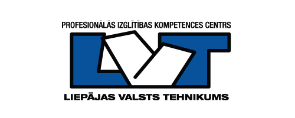 PROFESIONĀLĀS IZGLĪTĪBAS KOMPETENCES CENTRS
LVT
LIEPĀJAS VALSTS TEHNIKUMS